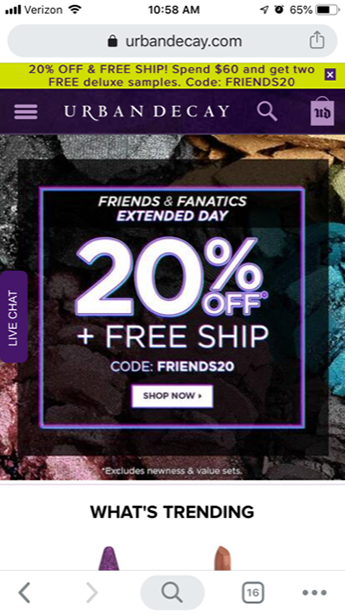 Verizon 10:58 AM 65%
urbandecay.com
20% OFF & FREE SHIP! Spend $60 and get two
FREE deluxe samples. Code: FRIENDS20 X
URBAN DECAY UD
FRIENDS & FANATICS
EXTENDED DAY
20%
OFF*
+ FREE SHIP
CODE: FRIENDS20
SHOP NOW
LIVE CHAT
*Excludes newness & value sets.
WHAT'S TRENDING
16